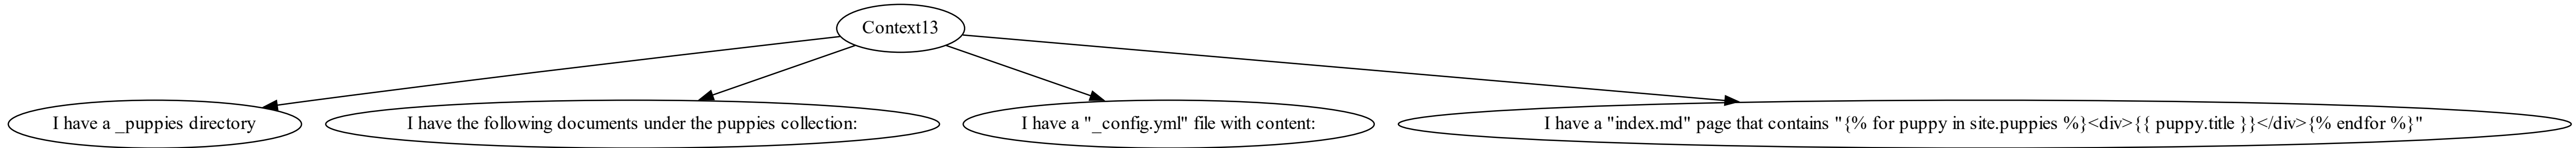 Context13
I have a _puppies directory
I have the following documents under the puppies collection:
I have a "_config.yml" file with content:
I have a "index.md" page that contains "{% for puppy in site.puppies %}<div>{{ puppy.title }}</div>{% endfor %}"